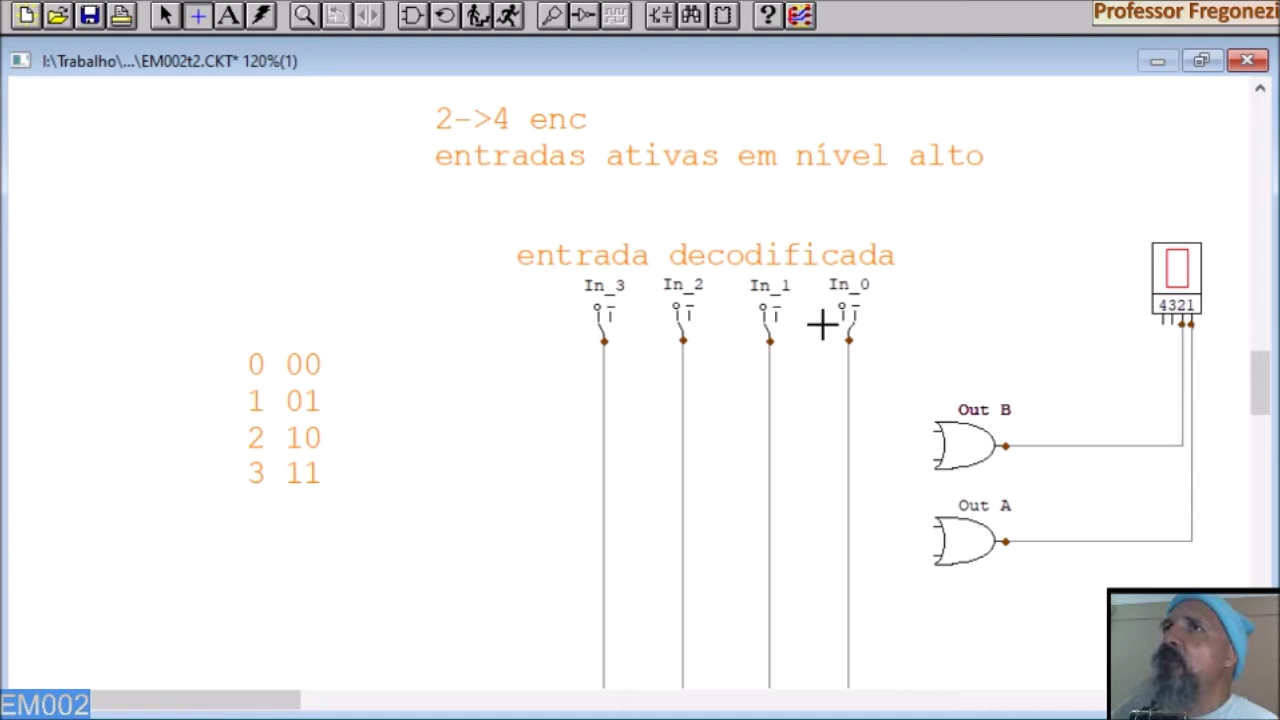 Professor Fregonezi
I:\Trabalho\...\EM002t2.CKT* 120%(1)
2->4 enc
entradas ativas em nível alto
entrada decodificada
In_3 In_2 In_1 In_0
4321
0 00
1 01
2 10
3 11
Out B
Out A
EM002